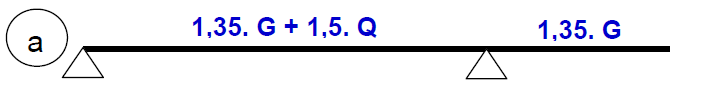 a
1,35. G + 1,5. Q
1,35. G